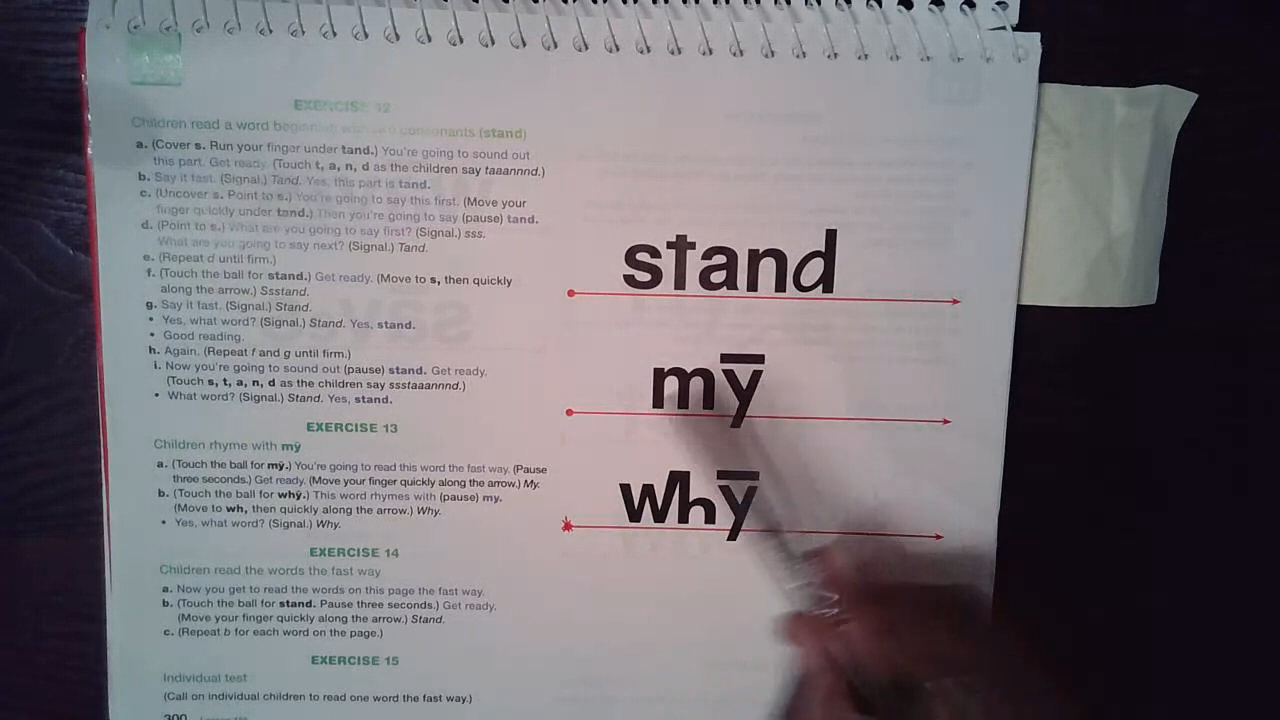 EXERCISE 12
Children read a word beginning with two consonants (stand)
a. (Cover s. Run your finger under tand.) You're going to sound out
this part. Get ready. (Touch t, a, n, d as the children say taaannnd.)
b. Say it fast. (Signal.) Tand. Yes, this part is tand.
c. (Uncover s. Point to s.) You're going to say this first. (Move your
finger quickly under tand.) Then you're going to say (pause) tand.
d. (Point to s.) What are you going to say first? (Signal.) sss.
What are you going to say next? (Signal.) Tand.
e. (Repeat d until firm.)
f. (Touch the ball for stand.) Get ready. (Move to s, then quickly
along the arrow.) Ssstand.
g. Say it fast. (Signal.) Stand.
• Yes, what word? (Signal.) Stand. Yes, stand.
• Good reading.
h. Again. (Repeat f and g until firm.)
i. Now you're going to sound out (pause) stand. Get ready.
(Touch s, t, a, n, d as the children say ssstaaannnd.)
• What word? (Signal.) Stand. Yes, stand.
EXERCISE 13
Children rhyme with mȳ
a. (Touch the ball for mȳ.) You're going to read this word the fast way. (Pause
three seconds.) Get ready. (Move your finger quickly along the arrow.) My.
b. (Touch the ball for whȳ.) This word rhymes with (pause) my.
(Move to wh, then quickly along the arrow.) Why.
• Yes, what word? (Signal.) Why.
EXERCISE 14
Children read the words the fast way
a. Now you get to read the words on this page the fast way.
b. (Touch the ball for stand. Pause three seconds.) Get ready.
(Move your finger quickly along the arrow.) Stand.
c. (Repeat b for each word on the page.)
EXERCISE 15
Individual test
(Call on individual children to read one word the fast way.)
300
stand
mȳ
whȳ